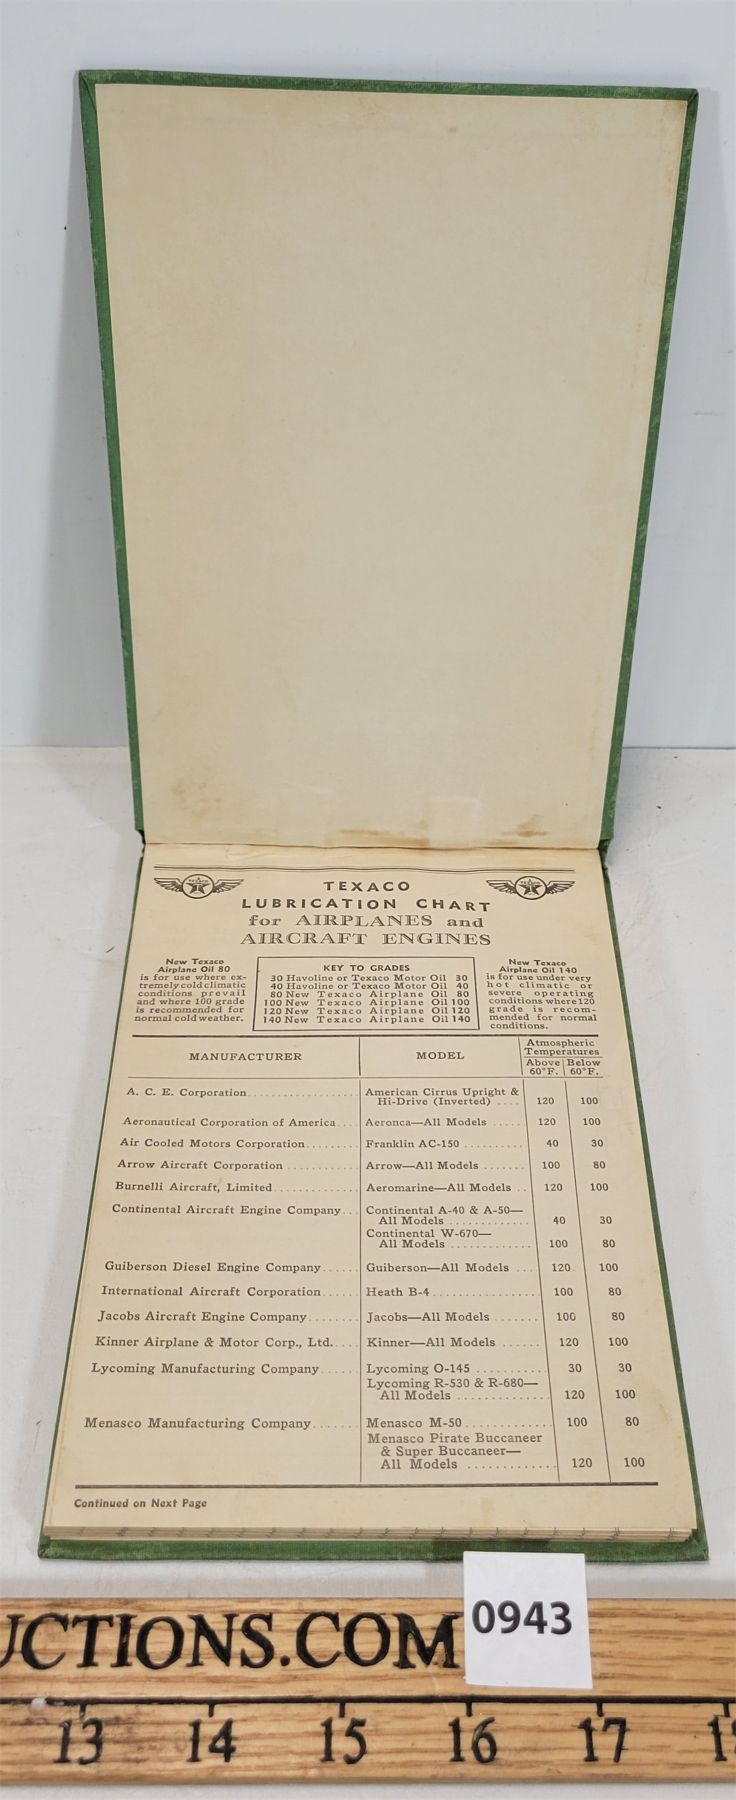 TEXACO
LUBRICATION CHART
for AIRPLANES and
AIRCRAFT ENGINES
New Texaco
Airplane Oil 80
is for use where ex-
tremely cold climatic
conditions prevail
and where 100 grade
is recommended for
normal cold weather.
KEY TO GRADES
30 Havoline or Texaco Motor Oil 30
40 Havoline or Texaco Motor Oil 40
80 New Texaco Airplane Oil 80
100 New Texaco Airplane Oil 100
120 New Texaco Airplane Oil 120
140 New Texaco Airplane Oil 140
New Texaco
Airplane Oil 140
is for use under very
hot climatic or
severe operating
conditions where 120
grade is recom-
mended for normal
conditions.
MANUFACTURER MODEL
Atmospheric
Temperatures
Above Below
60°F. 60°F.
A. C. E. Corporation American Cirrus Upright &
Hi-Drive (Inverted) 120 100
Aeronautical Corporation of America Aeronca—All Models 120 100
Air Cooled Motors Corporation Franklin AC-150 40 30
Arrow Aircraft Corporation Arrow—All Models 100 80
Burnelli Aircraft, Limited Aeromarine—All Models 120 100
Continental Aircraft Engine Company Continental A-40 & A-50—
All Models 40 30
Continental W-670—
All Models 100 80
Guiberson Diesel Engine Company Guiberson—All Models 120 100
International Aircraft Corporation Heath B-4 100 80
Jacobs Aircraft Engine Company Jacobs—All Models 100 80
Kinner Airplane & Motor Corp., Ltd. Kinner—All Models 120 100
Lycoming Manufacturing Company Lycoming O-145 30 30
Lycoming R-530 & R-680—
All Models 120 100
Menasco Manufacturing Company Menasco M-50 100 80
Menasco Pirate Buccaneer
& Super Buccaneer—
All Models 120 100
Continued on Next Page
0943
UCTIONS.COM
13 14 15 16 17